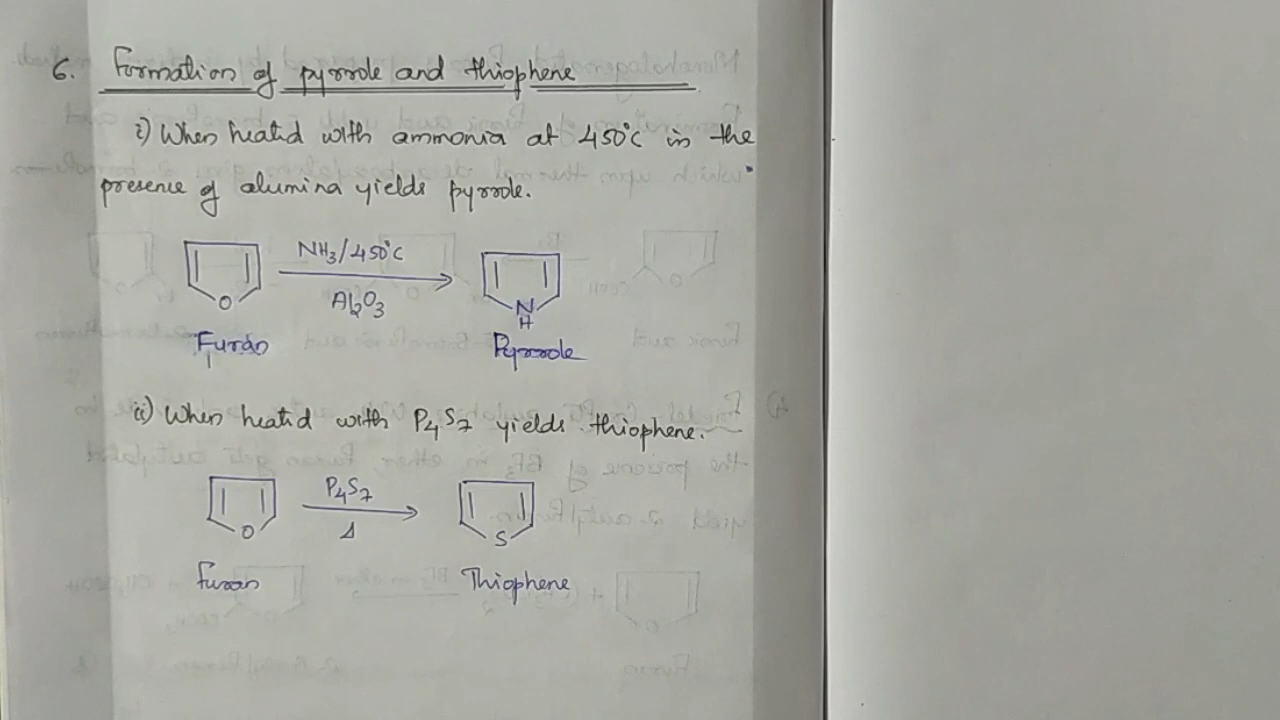 6. Formation of pyrrole and thiophene
i) When heated with ammonia at 450°C in the
presence of alumina yields pyrrole.
NH₃/450°C
Al₂O₃
O
N
H
Furan
Pyrrole
ii) When heated with P₄S₇ yields thiophene.
P₄S₇
Δ
O
S
Furan
Thiophene